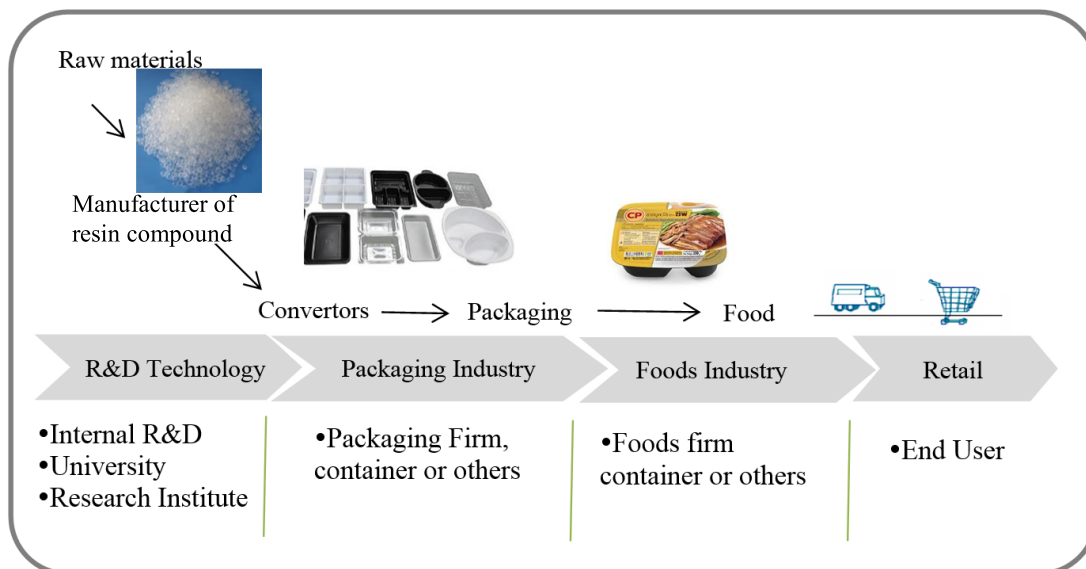 Raw materials
Manufacturer of
resin compound
Convertors
Packaging
Food
CP
R&D Technology
Packaging Industry
Foods Industry
Retail
•Internal R&D
•University
•Research Institute
•Packaging Firm,
container or others
•Foods firm
container or others
•End User